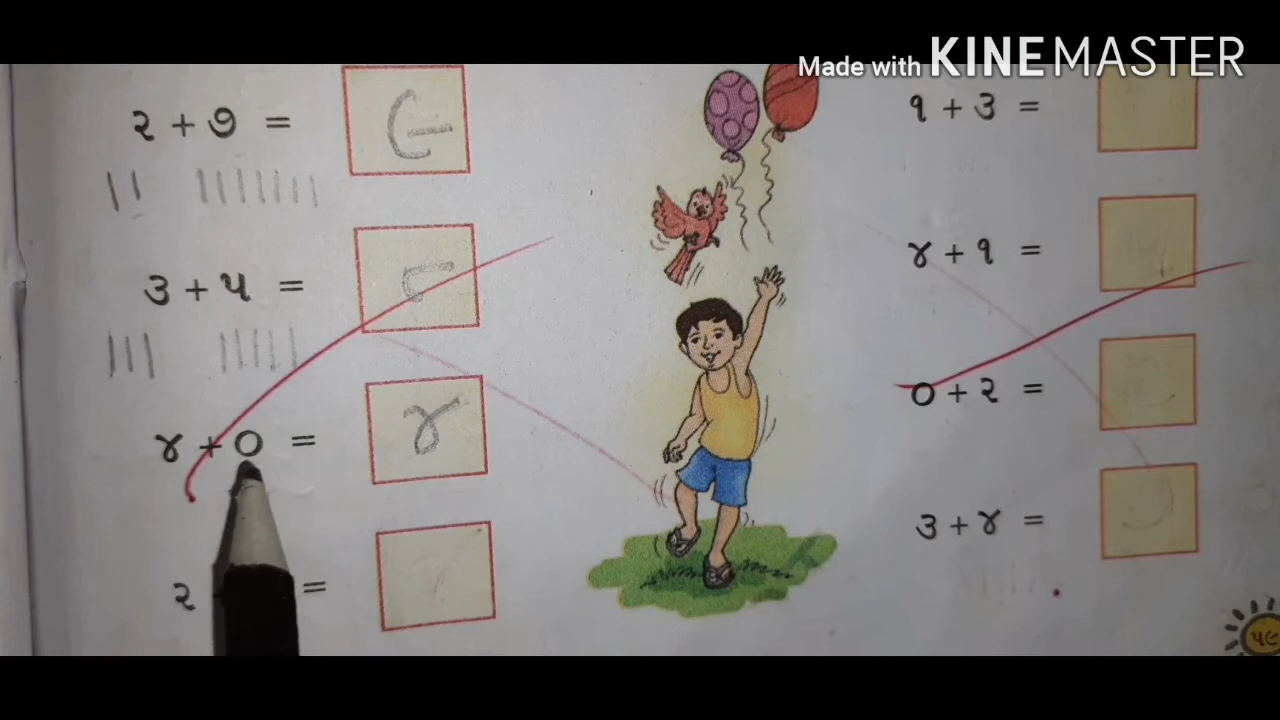 Made with KINEMASTER
૨ + ૭ = ૯
૩ + ૫ = ૮
૪ + ૦ = ૪
૨ =
૧ + ૩ =
૪ + ૧ =
૦ + ૨ =
૩ + ૪ =
૫૯